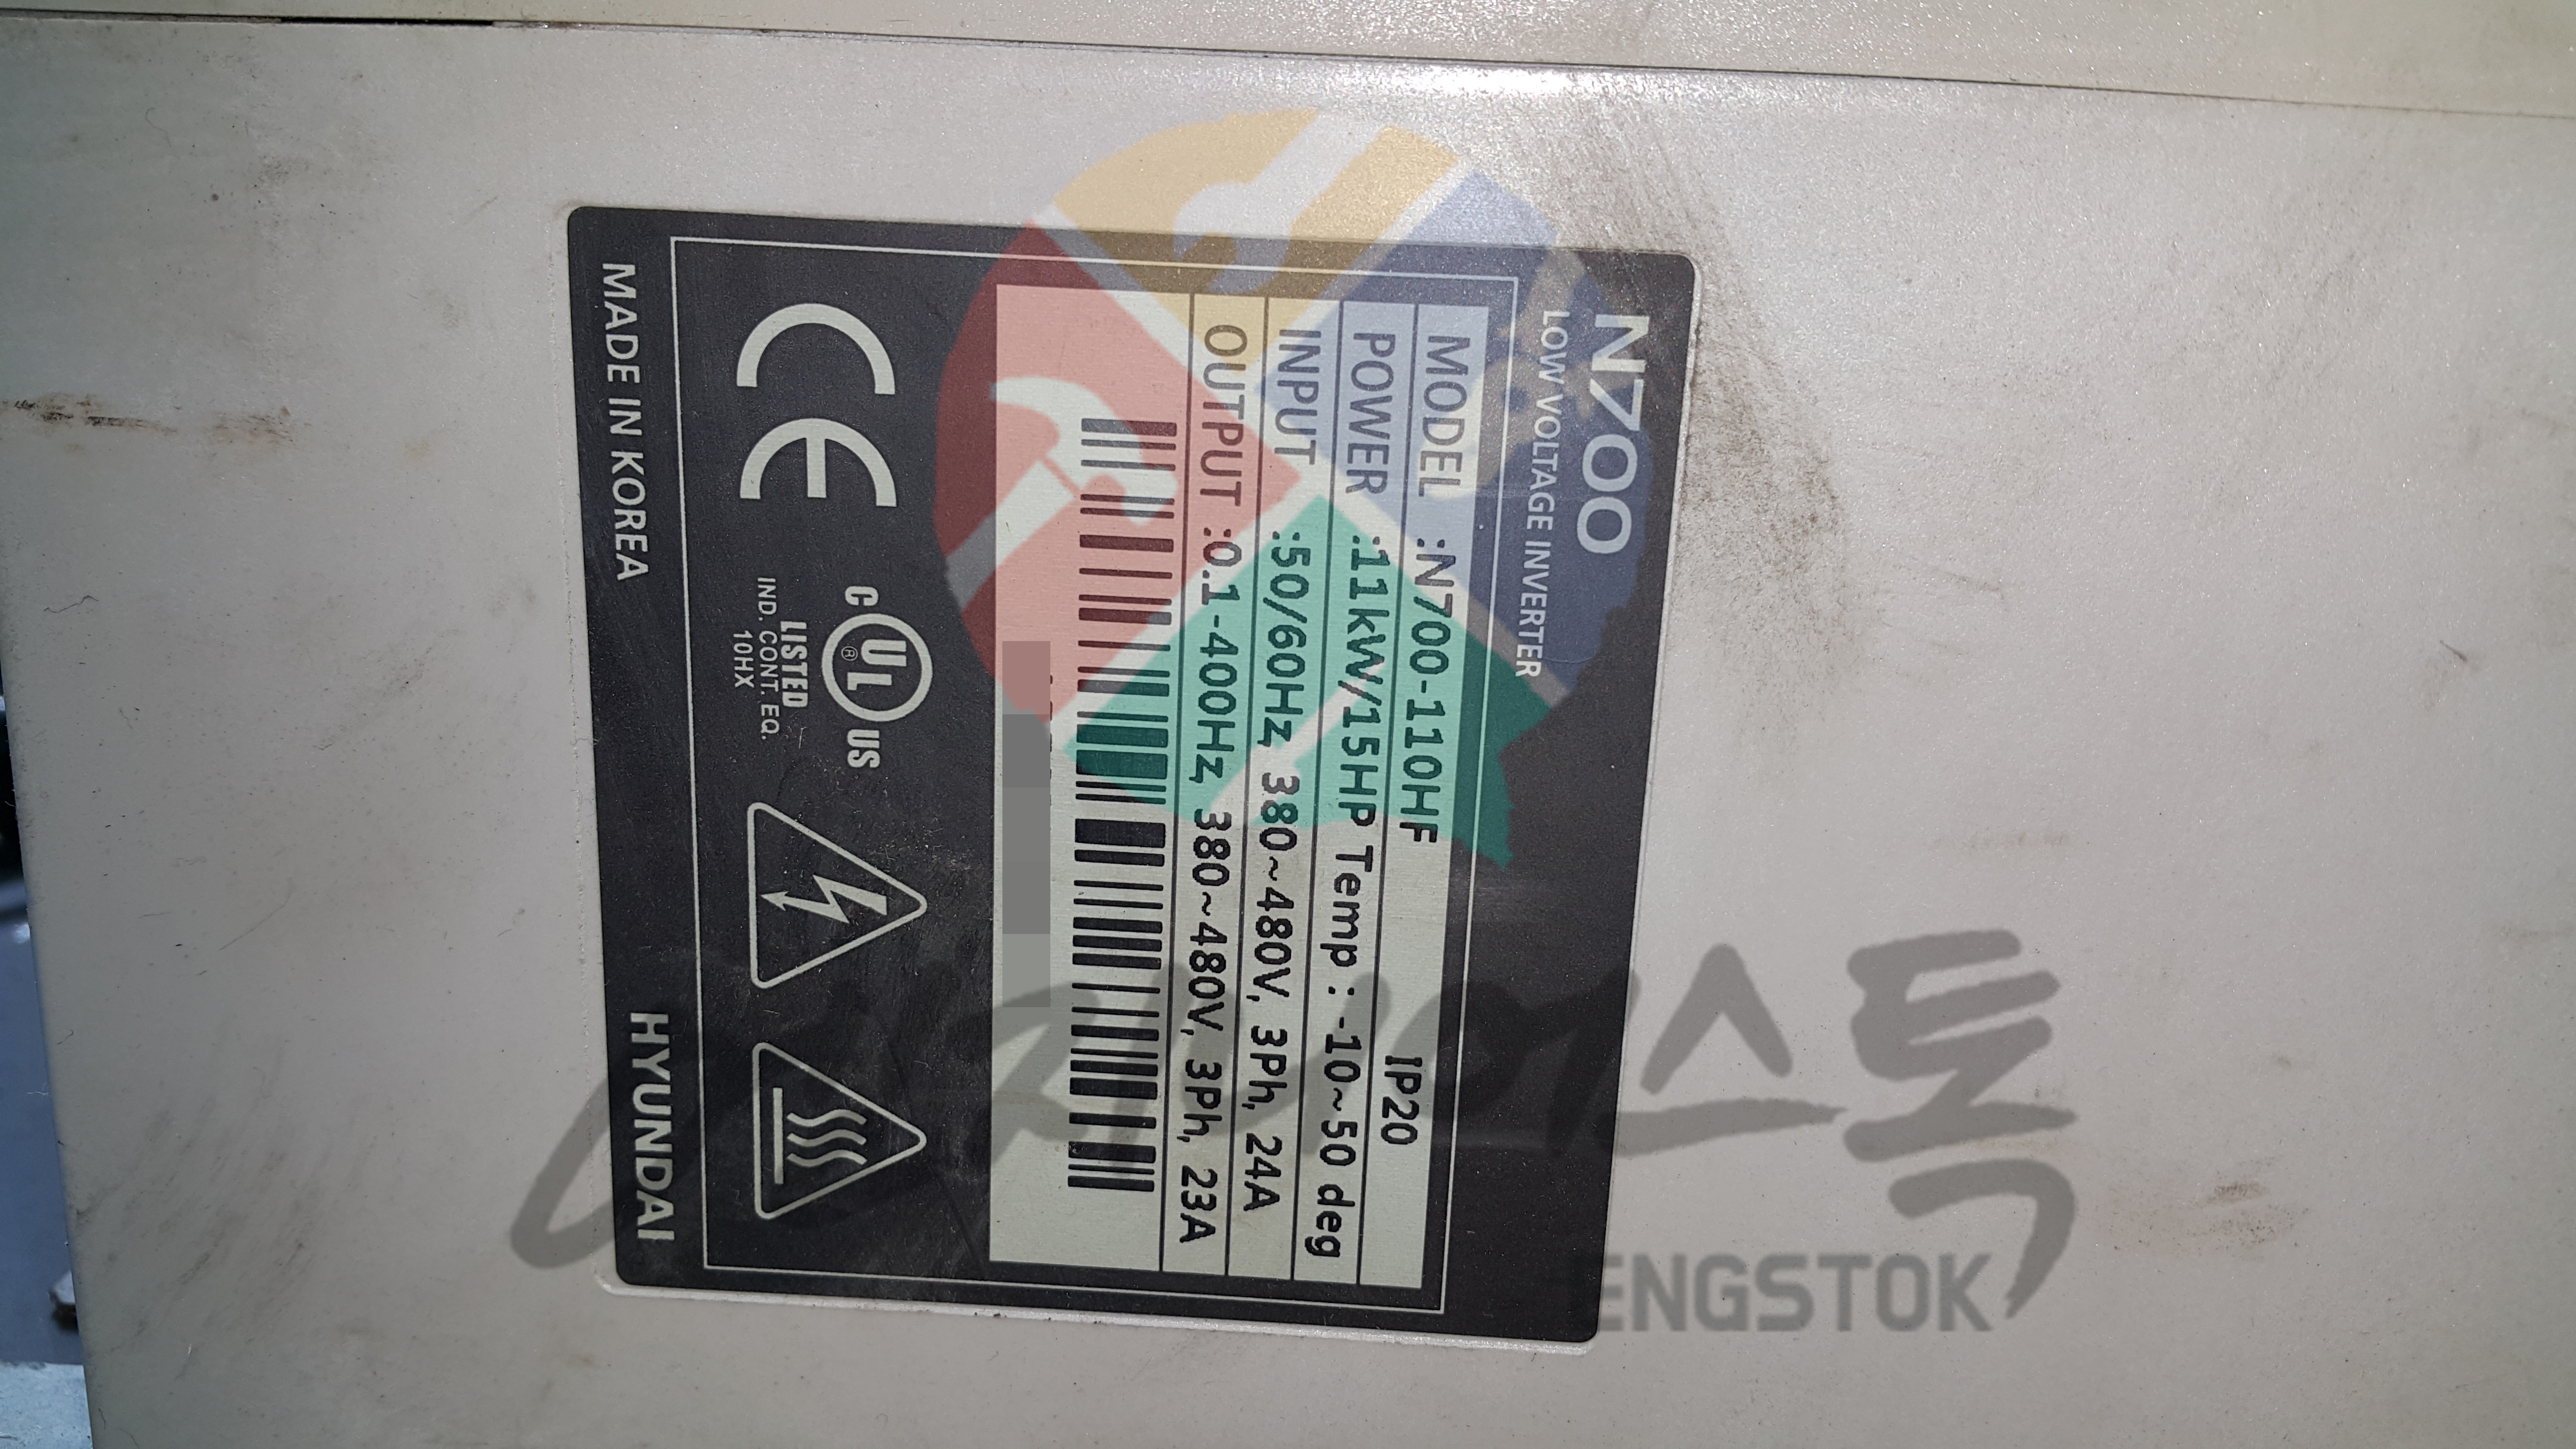 N700
LOW VOLTAGE INVERTER
MODEL :N700-110HF IP20
POWER :11kW/15HP Temp : -10~50 deg
INPUT :50/60Hz, 380~480V, 3Ph, 24A
OUTPUT :0.1-400Hz, 380~480V, 3Ph, 23A
CE
C UL ® US
LISTED
IND. CONT. EQ.
10HX
MADE IN KOREA HYUNDAI
ENGSTOK